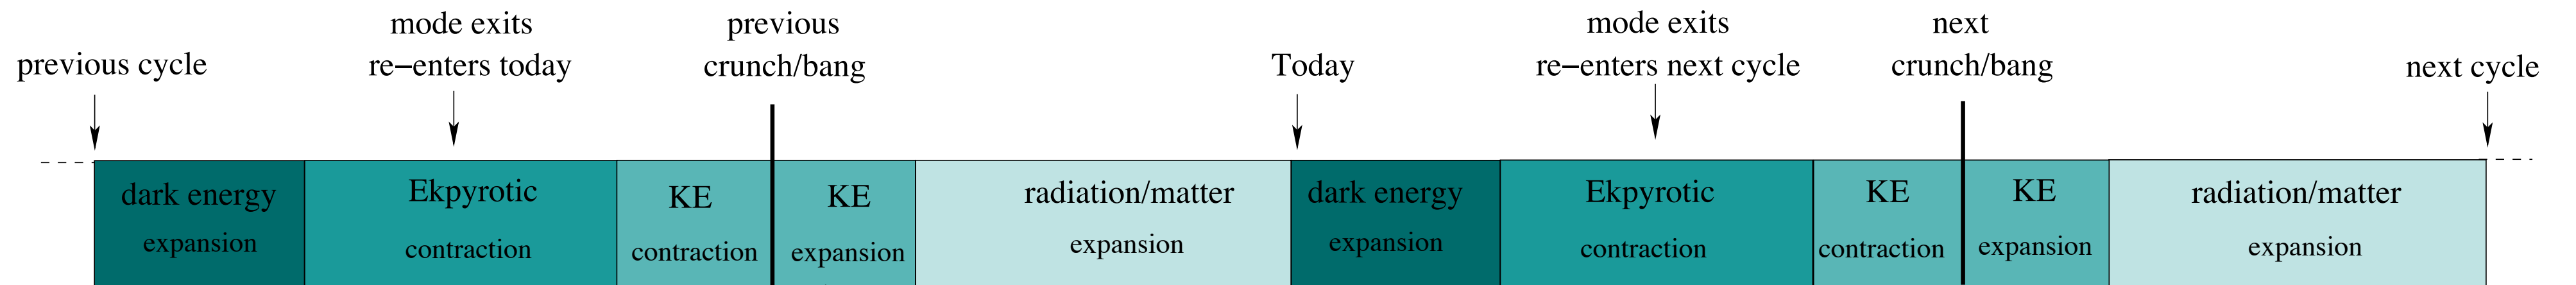 previous cycle
mode exits
re−enters today
previous
crunch/bang
Today
mode exits
re−enters next cycle
next
crunch/bang
next cycle
dark energy
expansion
Ekpyrotic
contraction
KE
contraction
KE
expansion
radiation/matter
expansion
dark energy
expansion
Ekpyrotic
contraction
KE
contraction
KE
expansion
radiation/matter
expansion